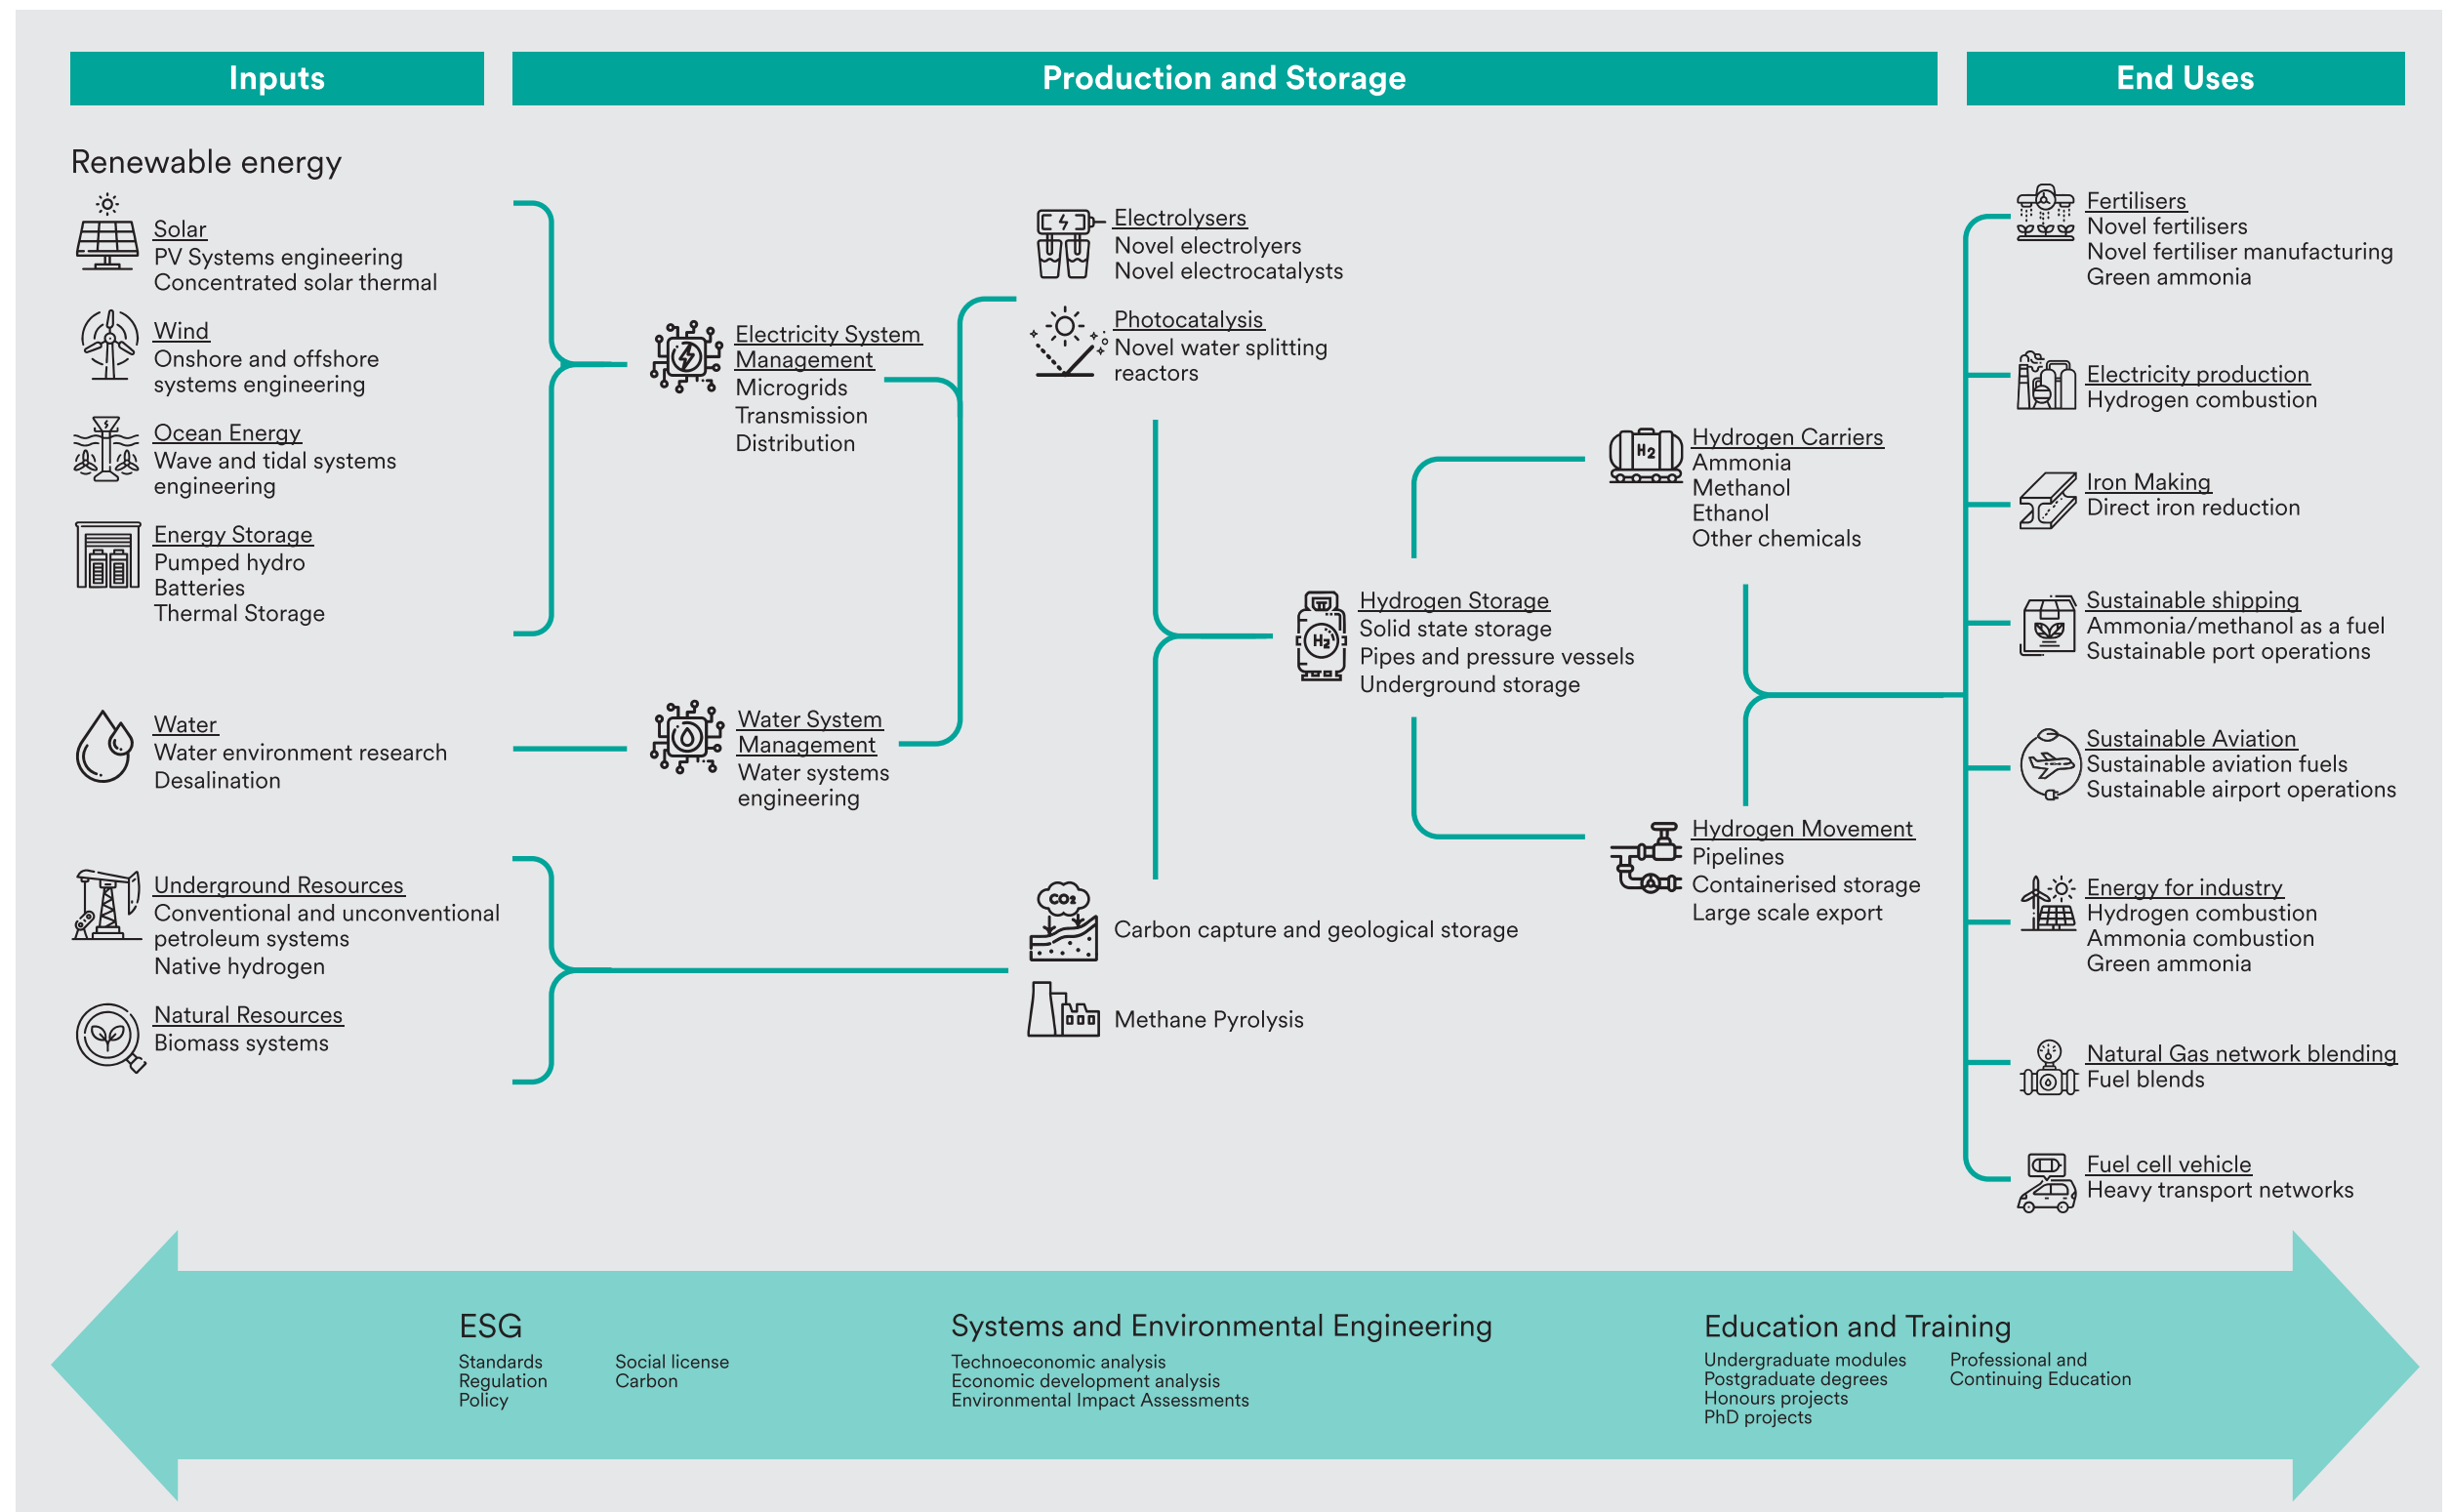 Inputs
Production and Storage
End Uses
Renewable energy
Solar
PV Systems engineering
Concentrated solar thermal
Wind
Onshore and offshore
systems engineering
Ocean Energy
Wave and tidal systems
engineering
Energy Storage
Pumped hydro
Batteries
Thermal Storage
Water
Water environment research
Desalination
Underground Resources
Conventional and unconventional
petroleum systems
Native hydrogen
Natural Resources
Biomass systems
Electricity System
Management
Microgrids
Transmission
Distribution
Water System
Management
Water systems
engineering
Electrolysers
Novel electrolyers
Novel electrocatalysts
Photocatalysis
Novel water splitting
reactors
CO2
Carbon capture and geological storage
Methane Pyrolysis
H2
Hydrogen Storage
Solid state storage
Pipes and pressure vessels
Underground storage
H2
Hydrogen Carriers
Ammonia
Methanol
Ethanol
Other chemicals
Hydrogen Movement
Pipelines
Containerised storage
Large scale export
Fertilisers
Novel fertilisers
Novel fertiliser manufacturing
Green ammonia
Electricity production
Hydrogen combustion
Iron Making
Direct iron reduction
Sustainable shipping
Ammonia/methanol as a fuel
Sustainable port operations
Sustainable Aviation
Sustainable aviation fuels
Sustainable airport operations
Energy for industry
Hydrogen combustion
Ammonia combustion
Green ammonia
Natural Gas network blending
Fuel blends
Fuel cell vehicle
Heavy transport networks
ESG
Standards
Regulation
Policy
Social license
Carbon
Systems and Environmental Engineering
Technoeconomic analysis
Economic development analysis
Environmental Impact Assessments
Education and Training
Undergraduate modules
Postgraduate degrees
Honours projects
PhD projects
Professional and
Continuing Education